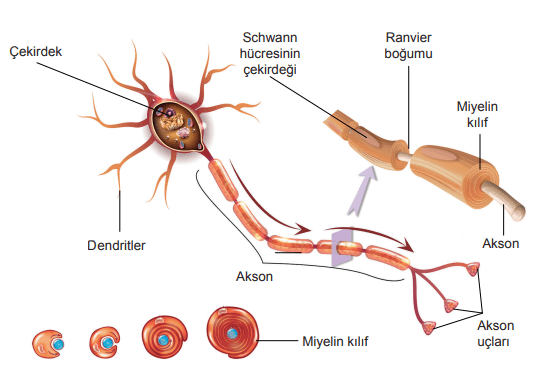 Çekirdek
Schwann
hücresinin
çekirdeği
Ranvier
boğumu
Miyelin
kılıf
Akson
Dendritler
Akson
Akson
uçları
Miyelin kılıf